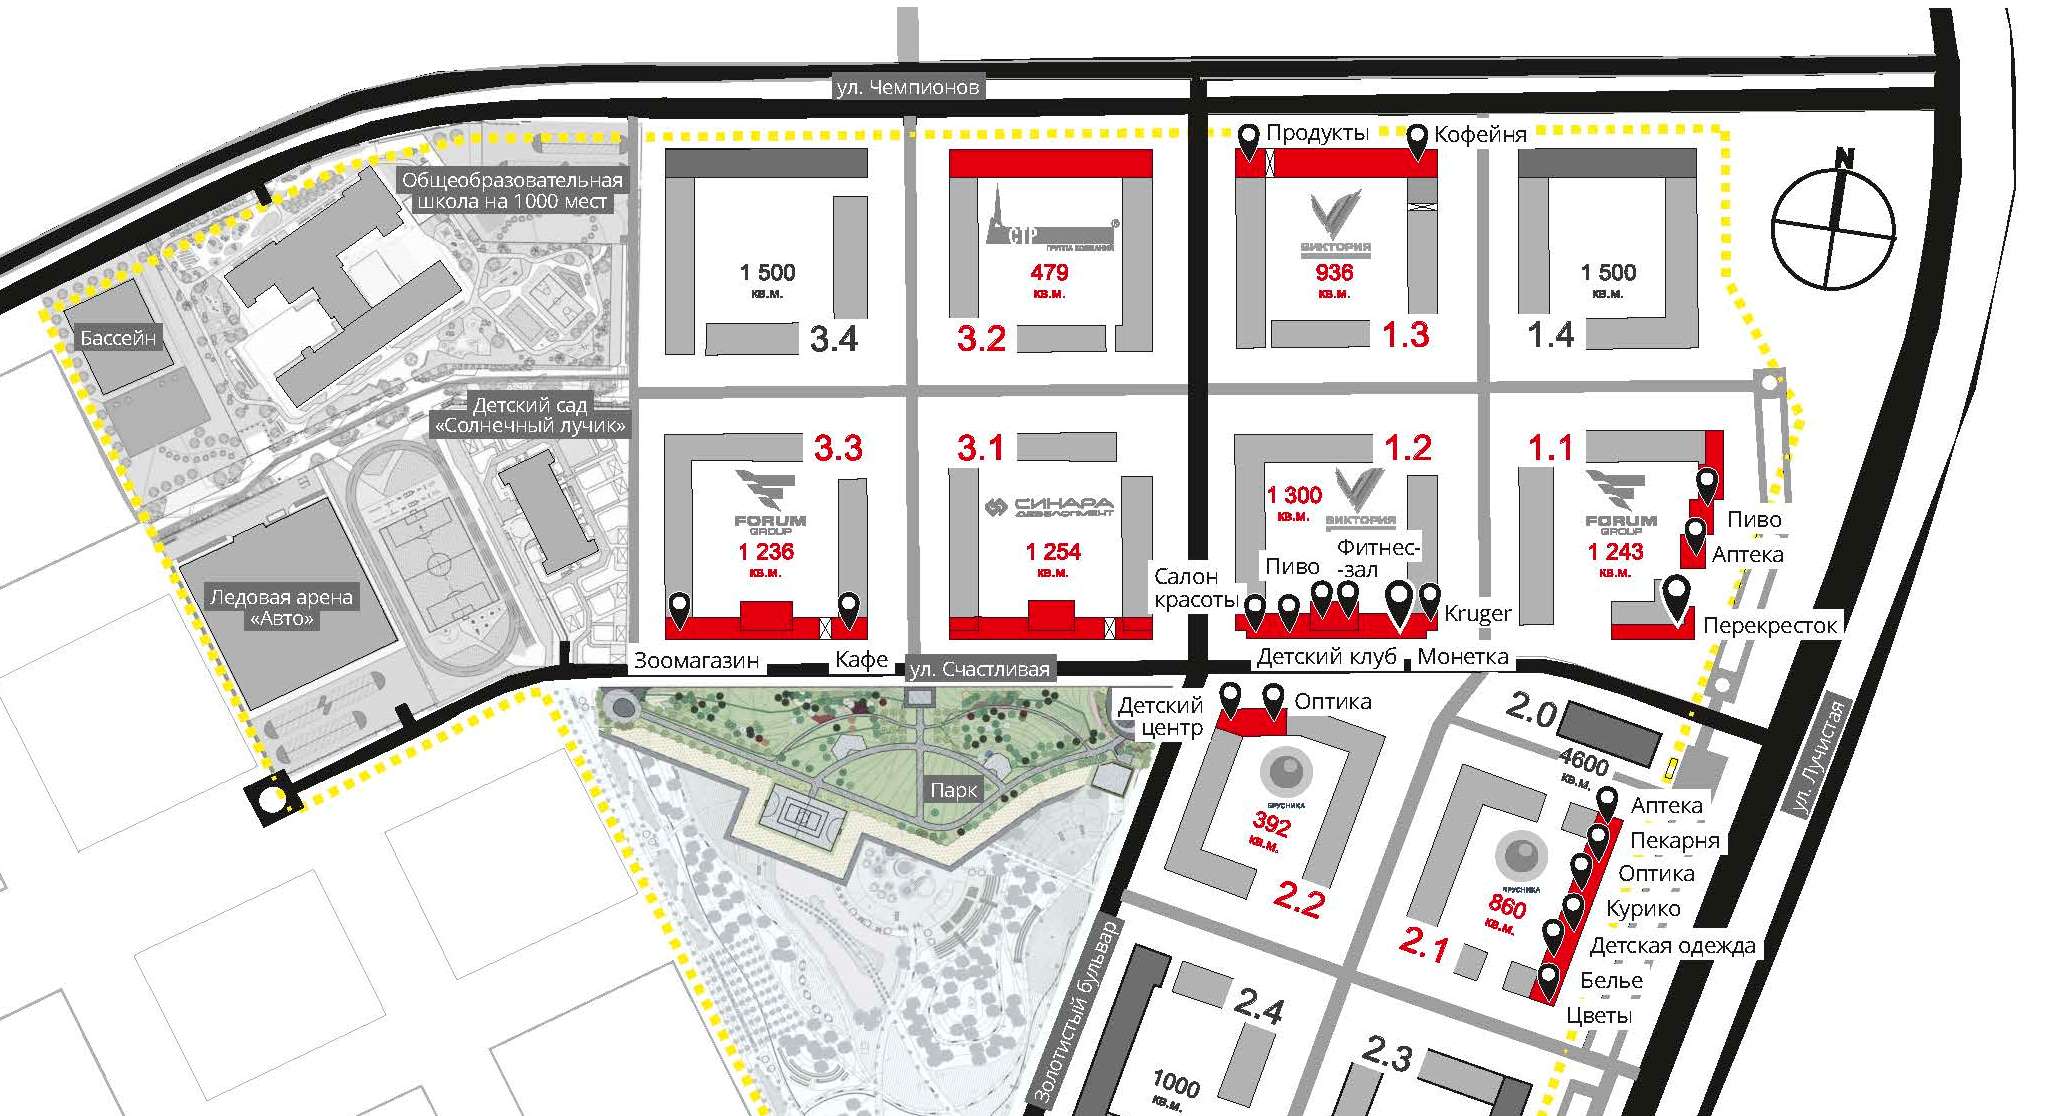 ул. Чемпионов
N
Продукты
Кофейня
Общеобразовательная
школа на 1000 мест
СТР
ГРУППА КОМПАНИЙ
®
ВИКТОРИЯ
1 500
кв.м.
479
кв.м.
936
кв.м.
1 500
кв.м.
Бассейн
3.4
3.2
1.3
1.4
Детский сад
«Солнечный лучик»
3.3
3.1
1.2
1.1
FORUM
GROUP
1 236
кв.м.
СИНАРА
ДЕВЕЛОПМЕНТ
1 254
кв.м.
1 300
кв.м.
ВИКТОРИЯ
FORUM
GROUP
1 243
кв.м.
Пиво
Аптека
Перекресток
Ледовая арена
«Авто»
Салон
красоты
Пиво
Фитнес-
-зал
Kruger
Зоомагазин
Кафе
ул. Счастливая
Детский клуб
Монетка
Детский
центр
Оптика
2.0
4600
кв.м.
ул. Лучистая
Парк
БРУСНИКА
392
кв.м.
2.2
БРУСНИКА
860
кв.м.
2.1
Аптека
Пекарня
Оптика
Курико
Детская одежда
Белье
Цветы
Золотистый бульвар
2.4
1000
кв.м.
2.3